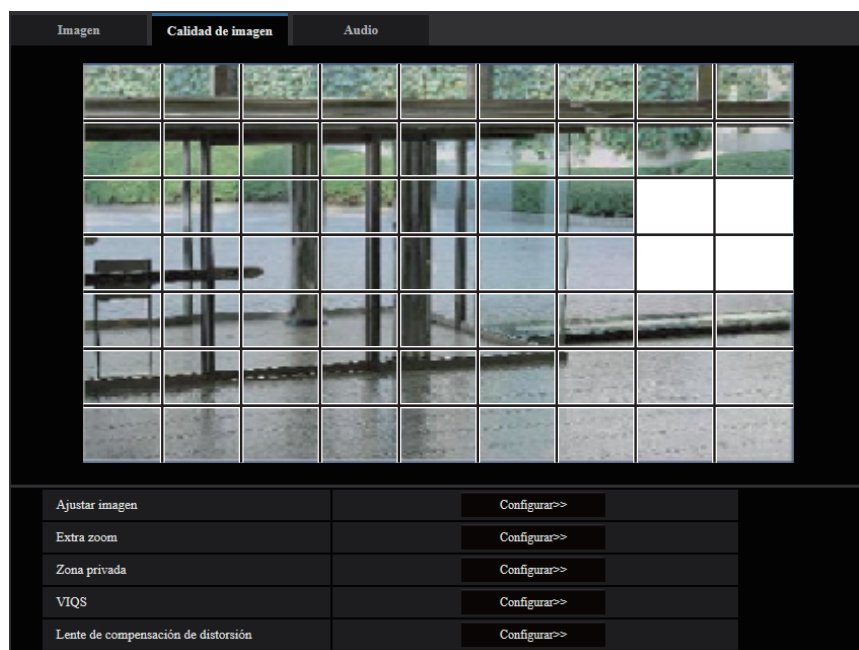 Imagen
Calidad de imagen
Audio
Ajustar imagen Configurar>>
Extra zoom Configurar>>
Zona privada Configurar>>
VIQS Configurar>>
Lente de compensación de distorsión Configurar>>